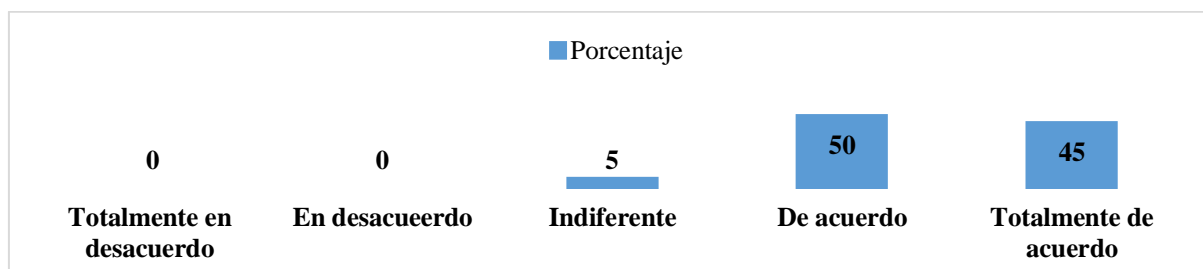 Porcentaje
0
0
5
50
45
Totalmente en
desacuerdo
En desacueerdo
Indiferente
De acuerdo
Totalmente de
acuerdo